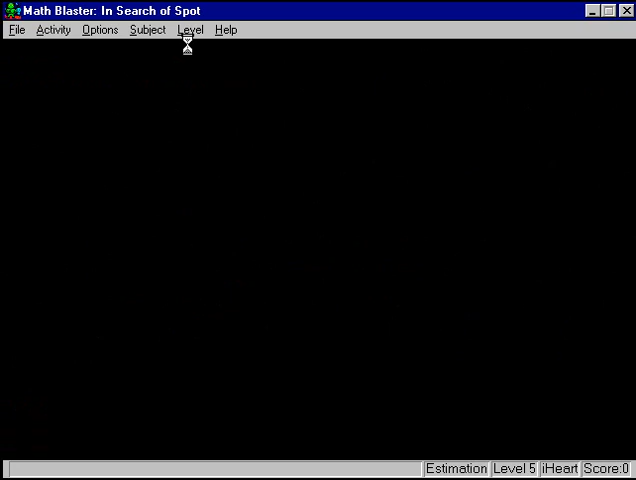 Math Blaster: In Search of Spot
File Activity Options Subject Level Help
Estimation Level 5 iHeart Score:0